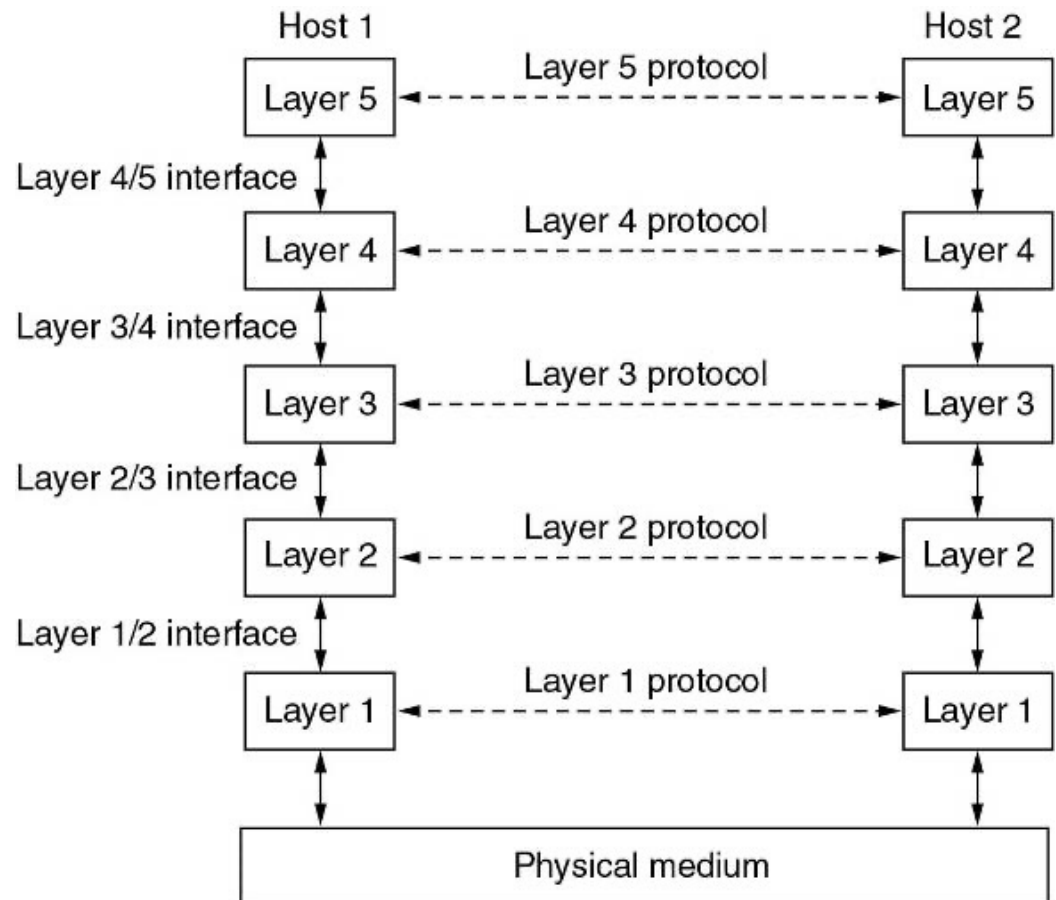 Host 1
Host 2
Layer 5
Layer 5 protocol
Layer 5
Layer 4/5 interface
Layer 4
Layer 4 protocol
Layer 4
Layer 3/4 interface
Layer 3
Layer 3 protocol
Layer 3
Layer 2/3 interface
Layer 2
Layer 2 protocol
Layer 2
Layer 1/2 interface
Layer 1
Layer 1 protocol
Layer 1
Physical medium